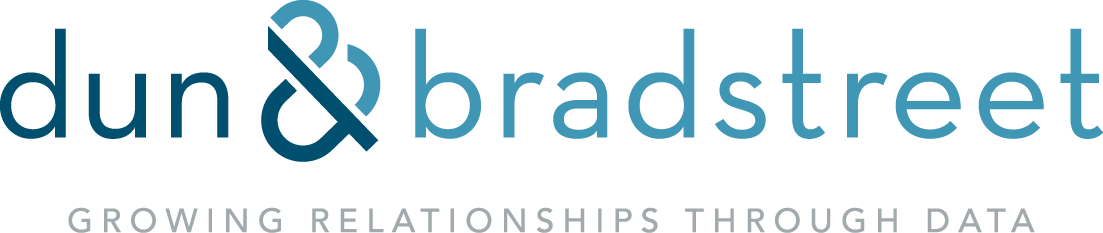 dun & bradstreet
GROWING RELATIONSHIPS THROUGH DATA